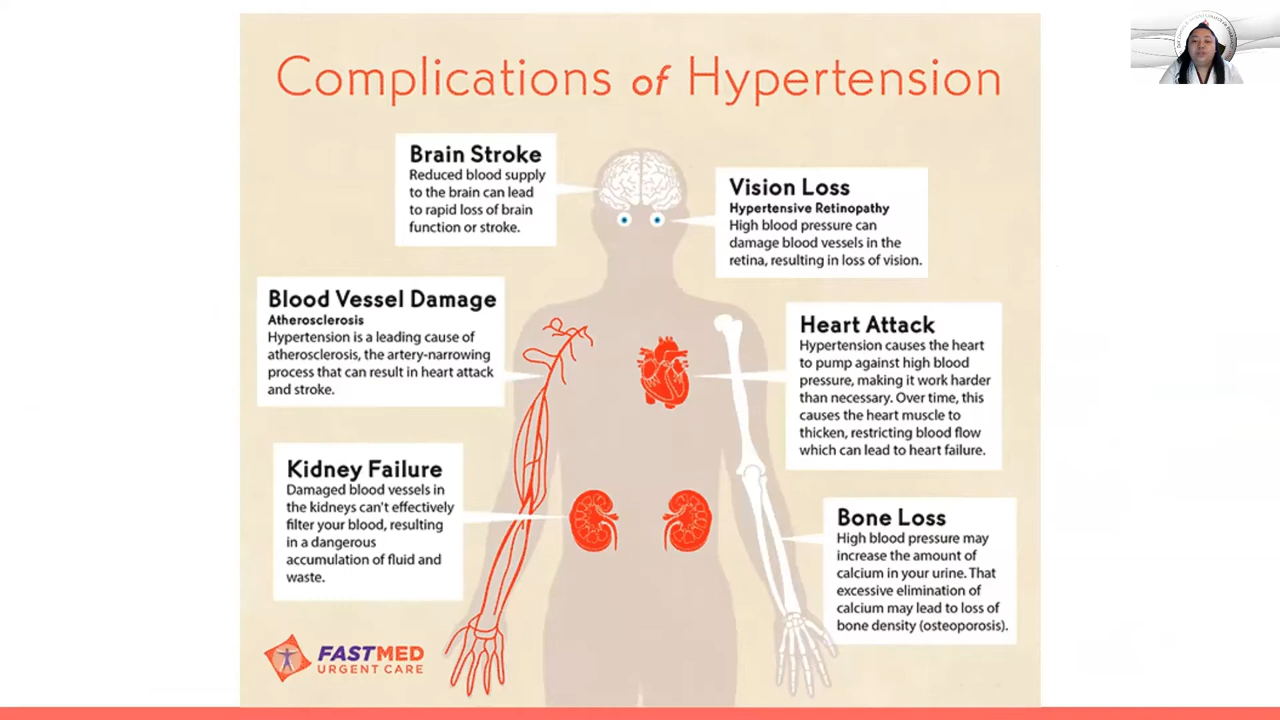 Complications of Hypertension
Brain Stroke
Reduced blood supply
to the brain can lead
to rapid loss of brain
function or stroke.
Vision Loss
Hypertensive Retinopathy
High blood pressure can
damage blood vessels in the
retina, resulting in loss of vision.
Blood Vessel Damage
Atherosclerosis
Hypertension is a leading cause of
atherosclerosis, the artery-narrowing
process that can result in heart attack
and stroke.
Heart Attack
Hypertension causes the heart
to pump against high blood
pressure, making it work harder
than necessary. Over time, this
causes the heart muscle to
thicken, restricting blood flow
which can lead to heart failure.
Kidney Failure
Damaged blood vessels in
the kidneys can't effectively
filter your blood, resulting
in a dangerous
accumulation of fluid and
waste.
Bone Loss
High blood pressure may
increase the amount of
calcium in your urine. That
excessive elimination of
calcium may lead to loss of
bone density (osteoporosis).
FASTMED
URGENT CARE